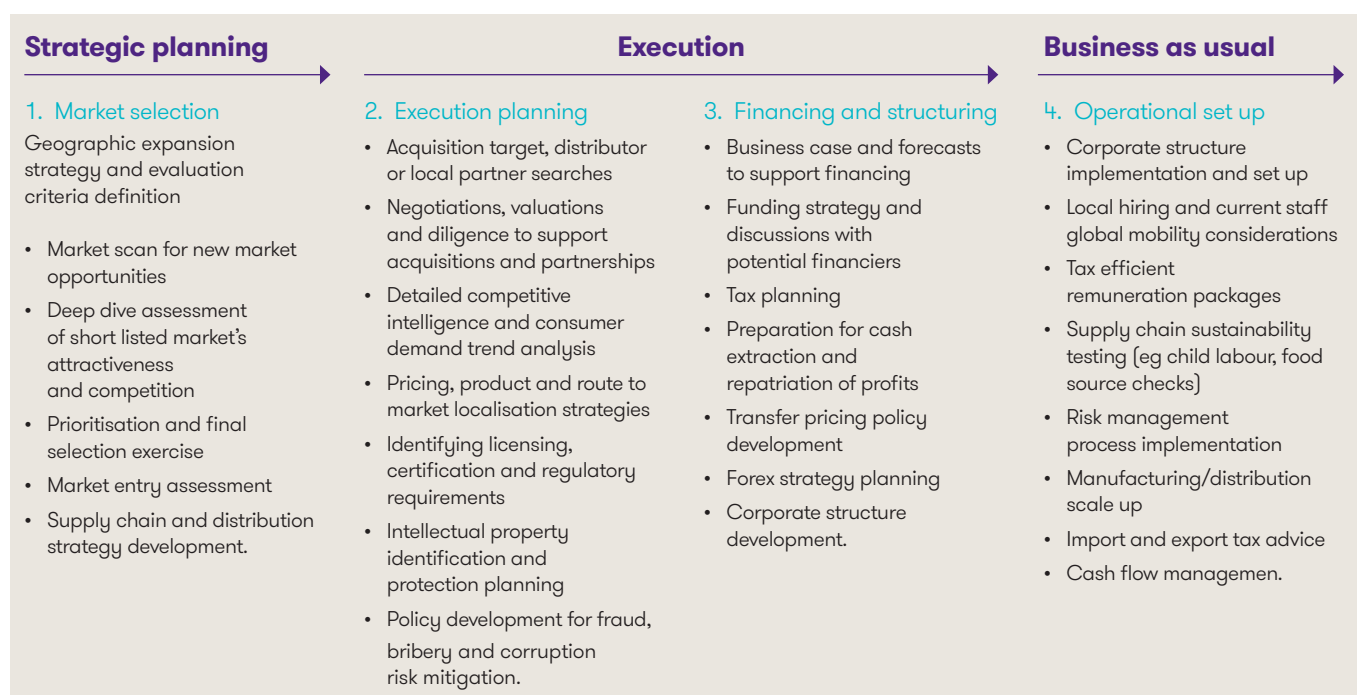 Strategic planning
Execution
Business as usual
1. Market selection
Geographic expansion
strategy and evaluation
criteria definition
• Market scan for new market
opportunities
• Deep dive assessment
of short listed market's
attractiveness
and competition
• Prioritisation and final
selection exercise
• Market entry assessment
• Supply chain and distribution
strategy development.
2. Execution planning
• Acquisition target, distributor
or local partner searches
• Negotiations, valuations
and diligence to support
acquisitions and partnerships
• Detailed competitive
intelligence and consumer
demand trend analysis
• Pricing, product and route to
market localisation strategies
• Identifying licensing,
certification and regulatory
requirements
• Intellectual property
identification and
protection planning
• Policy development for fraud,
bribery and corruption
risk mitigation.
3. Financing and structuring
• Business case and forecasts
to support financing
• Funding strategy and
discussions with
potential financiers
• Tax planning
• Preparation for cash
extraction and
repatriation of profits
• Transfer pricing policy
development
• Forex strategy planning
• Corporate structure
development.
4. Operational set up
• Corporate structure
implementation and set up
• Local hiring and current staff
global mobility considerations
• Tax efficient
remuneration packages
• Supply chain sustainability
testing (eg child labour, food
source checks)
• Risk management
process implementation
• Manufacturing/distribution
scale up
• Import and export tax advice
• Cash flow managemen.